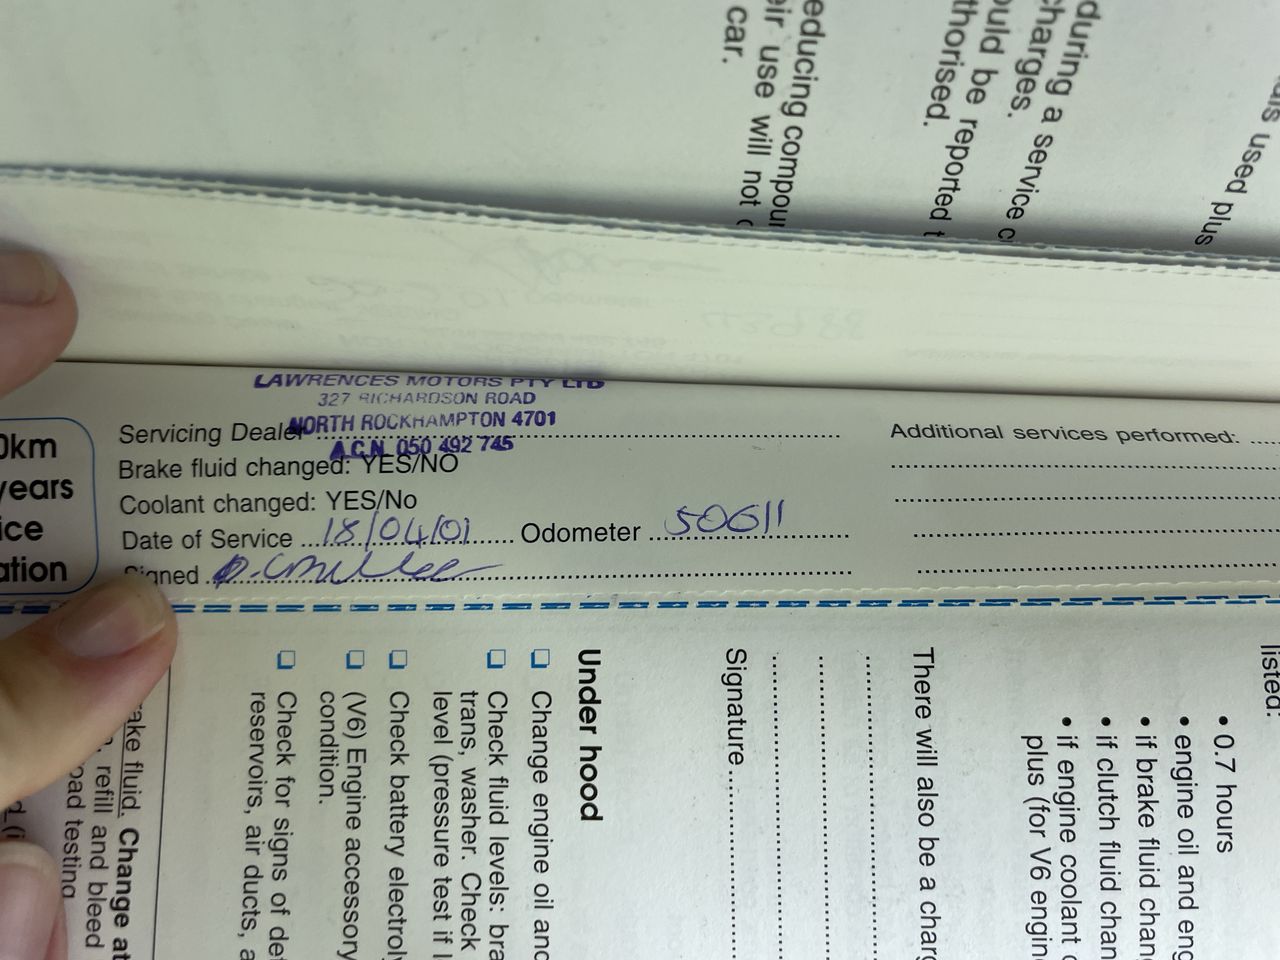 educing compour
eir use will not c
car.
during a service c
charges.
ould be reported t
thorised.
used plus
LAWRENCES MOTORS PTY LTD
327 RICHARDSON ROAD
NORTH ROCKHAMPTON 4701
A.C.N. 050 492 745
0km
years
ice
ation
Servicing Dealer
Brake fluid changed: YES/NO
Coolant changed: YES/No
Date of Service 18/04/01 Odometer 50611
Signed
Additional services performed:
listed:
• 0.7 hours
• engine oil and eng
• if brake fluid chan
• if clutch fluid chan
• if engine coolant c
plus (for V6 engin
There will also be a charg
Signature
Under hood
❑ Change engine oil and
❑ Check fluid levels: bra
trans, washer. Check
level (pressure test if l
❑ Check battery electroly
❑ (V6) Engine accessory
condition.
❑ Check for signs of det
reservoirs, air ducts, a
ake fluid. Change at
, refill and bleed
oad testing